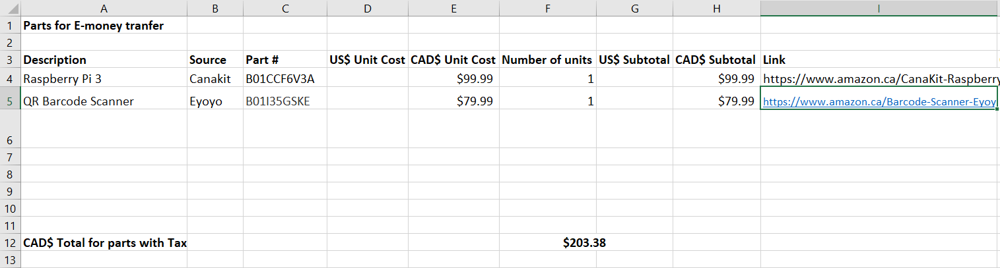 A B C D E F G H I
1 Parts for E-money tranfer
2
3 Description Source Part # US$ Unit Cost CAD$ Unit Cost Number of units US$ Subtotal CAD$ Subtotal Link
4 Raspberry Pi 3 Canakit B01CCF6V3A $99.99 1 $99.99 https://www.amazon.ca/CanaKit-Raspberry
5 QR Barcode Scanner Eyoyo B01I35GSKE $79.99 1 $79.99 https://www.amazon.ca/Barcode-Scanner-Eyoy
6
7
8
9
10
11
12 CAD$ Total for parts with Tax $203.38
13